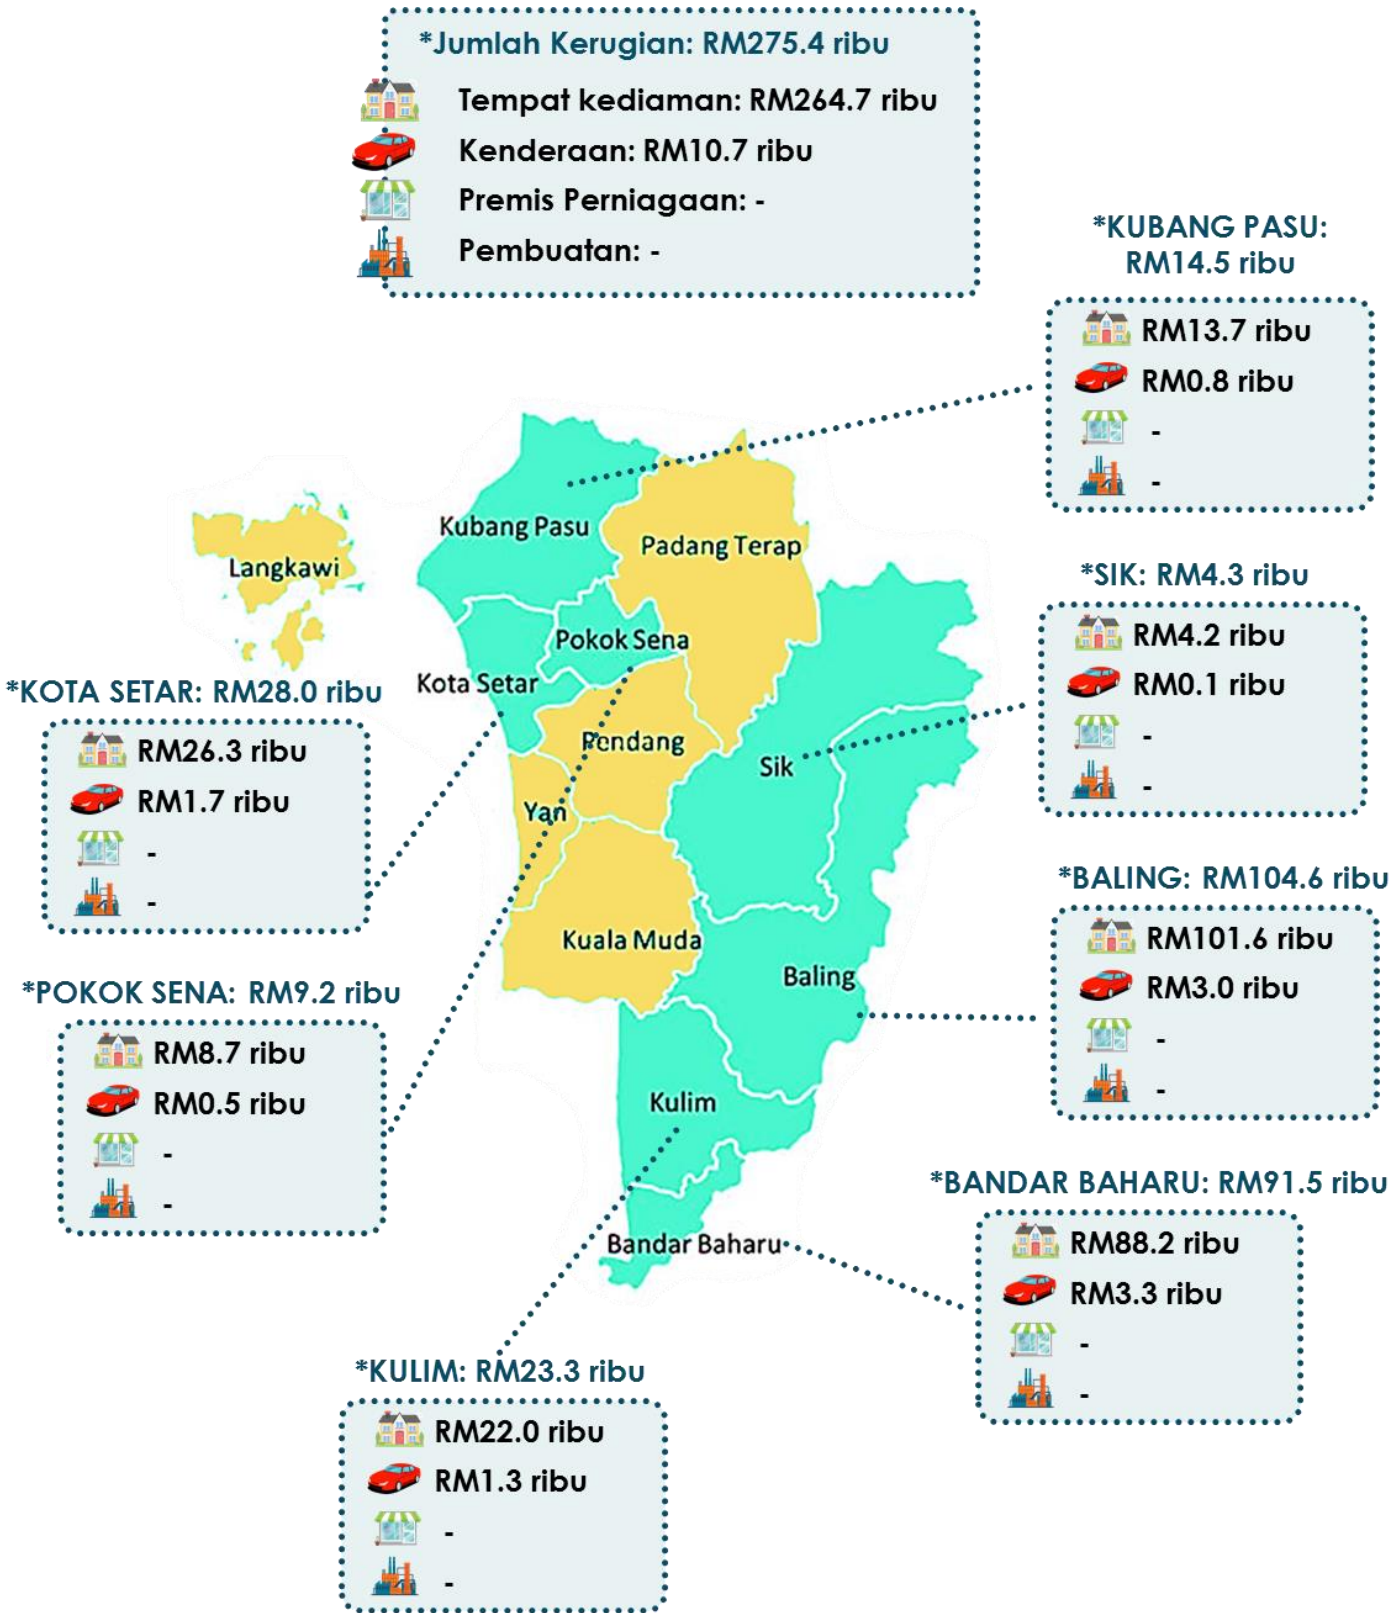 *Jumlah Kerugian: RM275.4 ribu
Tempat kediaman: RM264.7 ribu
Kenderaan: RM10.7 ribu
Premis Perniagaan: -
Pembuatan: -
*KUBANG PASU:
RM14.5 ribu
RM13.7 ribu
RM0.8 ribu
-
-
Kubang Pasu
Padang Terap
Langkawi
Pokok Sena
Kota Setar
Pendang
Sik
Yan
Kuala Muda
Baling
Kulim
Bandar Baharu
*SIK: RM4.3 ribu
RM4.2 ribu
RM0.1 ribu
-
-
*KOTA SETAR: RM28.0 ribu
RM26.3 ribu
RM1.7 ribu
-
-
*BALING: RM104.6 ribu
RM101.6 ribu
RM3.0 ribu
-
-
*POKOK SENA: RM9.2 ribu
RM8.7 ribu
RM0.5 ribu
-
-
*BANDAR BAHARU: RM91.5 ribu
RM88.2 ribu
RM3.3 ribu
-
-
*KULIM: RM23.3 ribu
RM22.0 ribu
RM1.3 ribu
-
-